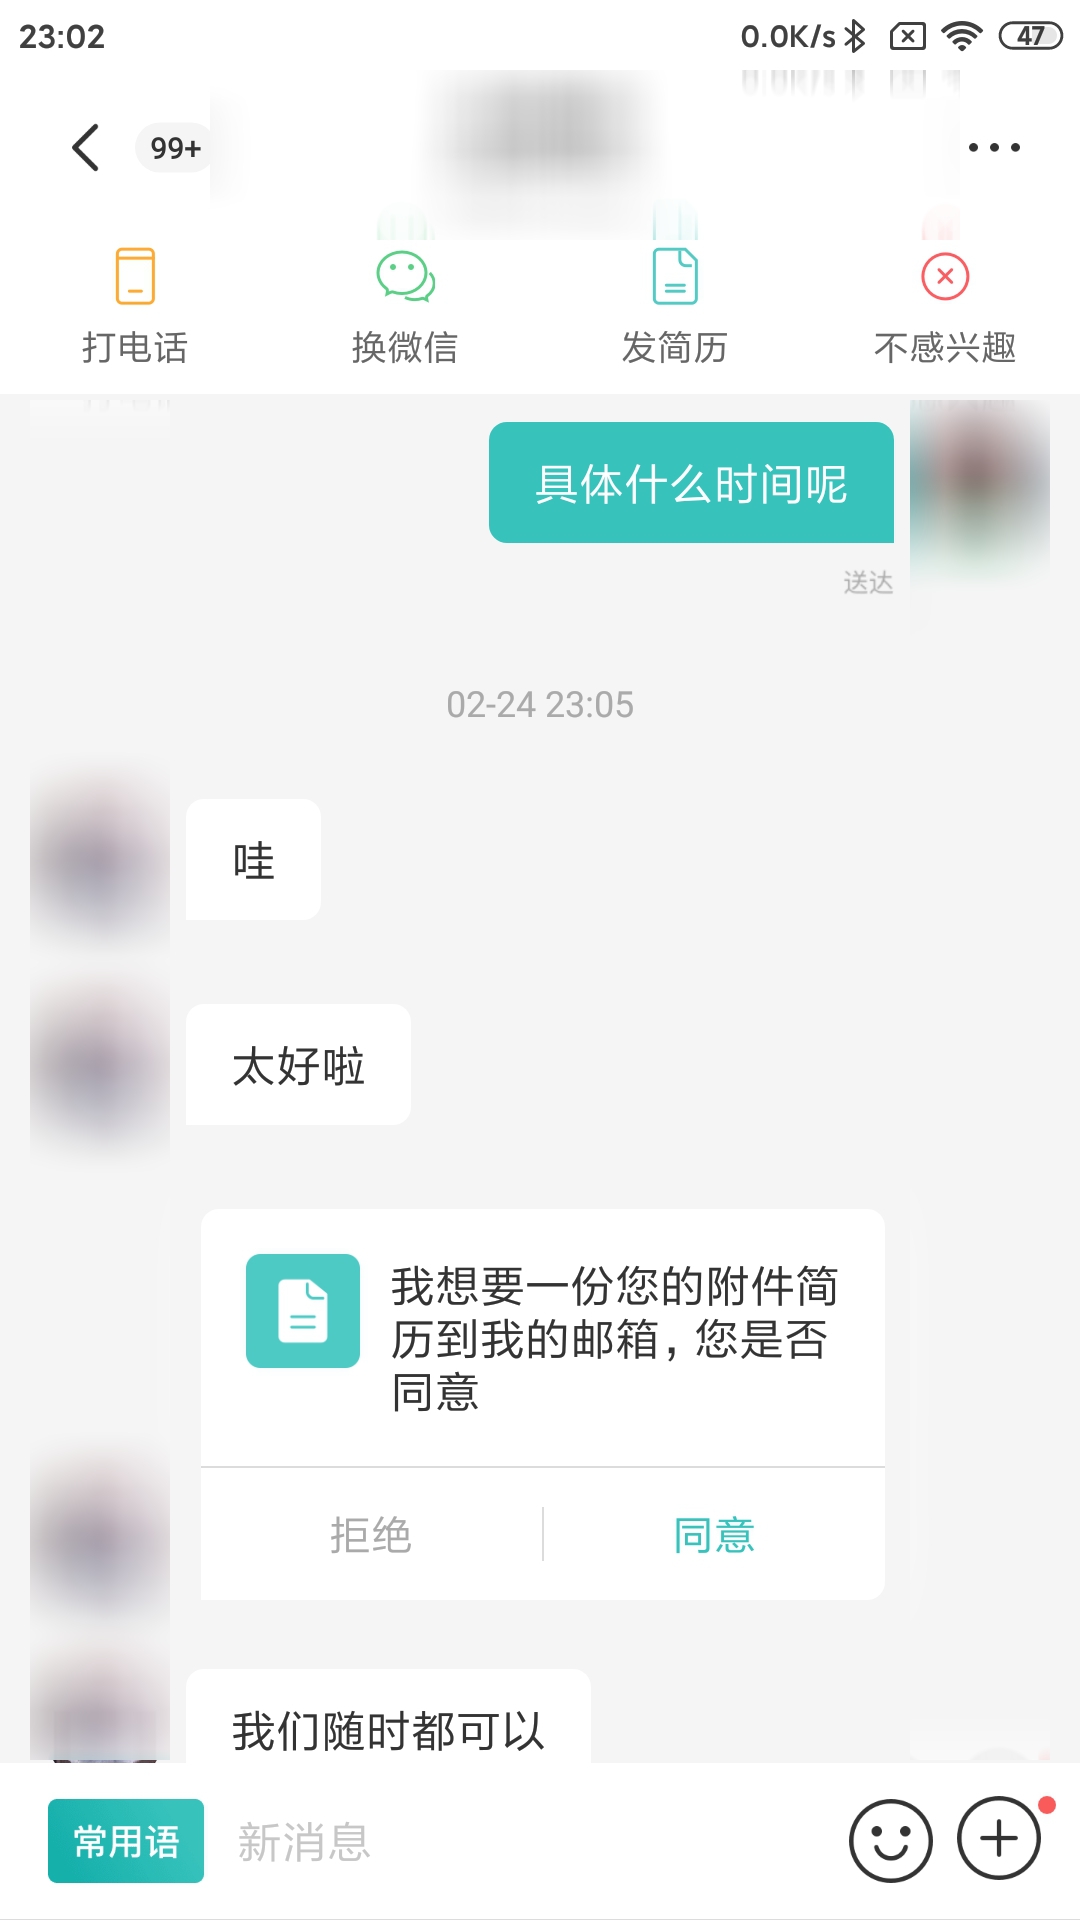 23:02
0.0K/s
47
99+
打电话
换微信
发简历
不感兴趣
具体什么时间呢
送达
02-24 23:05
哇
太好啦
我想要一份您的附件简
历到我的邮箱，您是否
同意
拒绝
同意
我们随时都可以
常用语
新消息